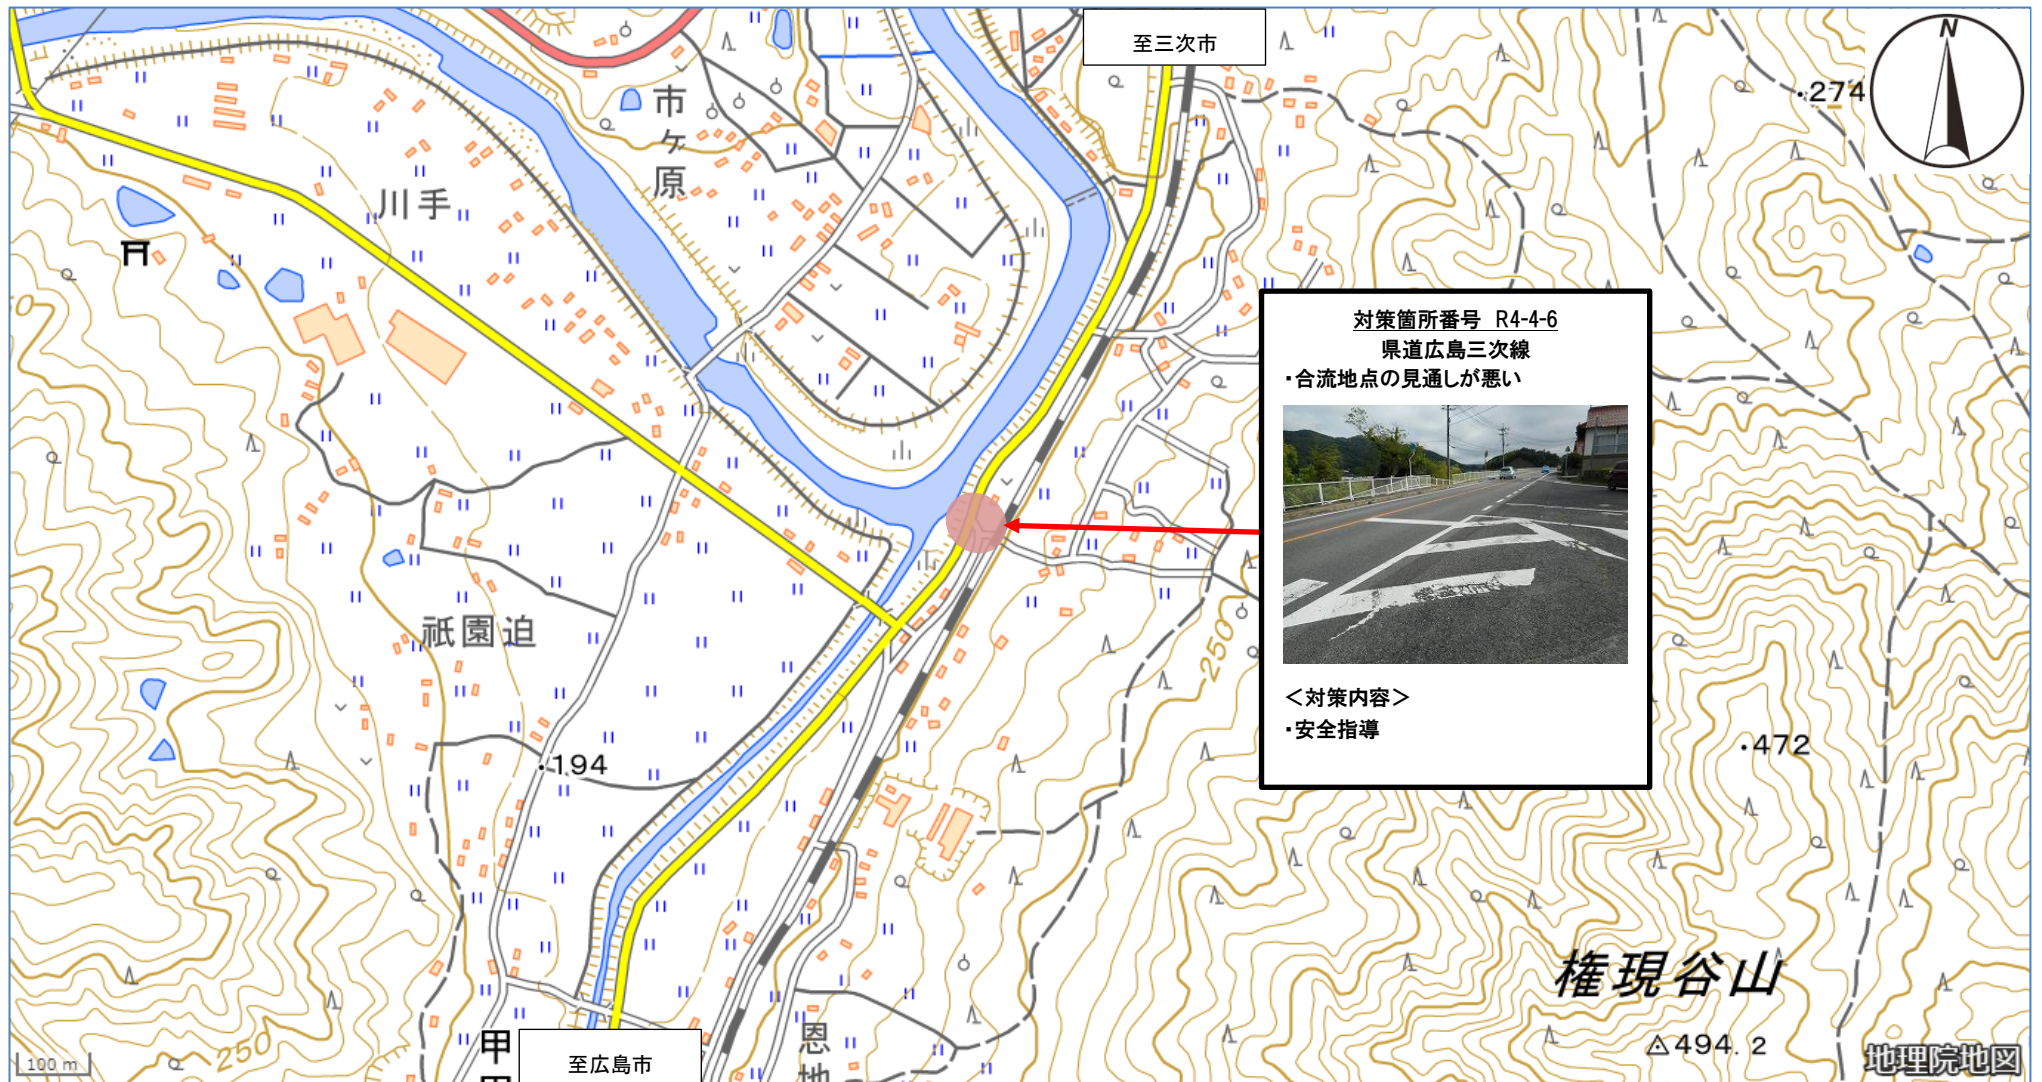 至三次市
N
・274
市ケ原
川手
対策箇所番号 R4-4-6
県道広島三次線
・合流地点の見通しが悪い
＜対策内容＞
・安全指導
祇園迫
250
・472
・194
権現谷山
494.2
甲
恩地
250
100 m
至広島市
地理院地図